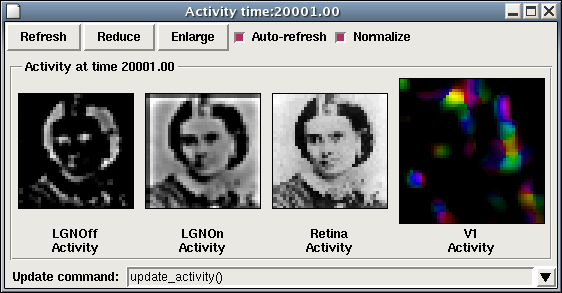 Activity time:20001.00
Refresh Reduce Enlarge Auto-refresh Normalize
Activity at time 20001.00
LGNOff LGNOn Retina V1
Activity Activity Activity Activity
Update command: update_activity()